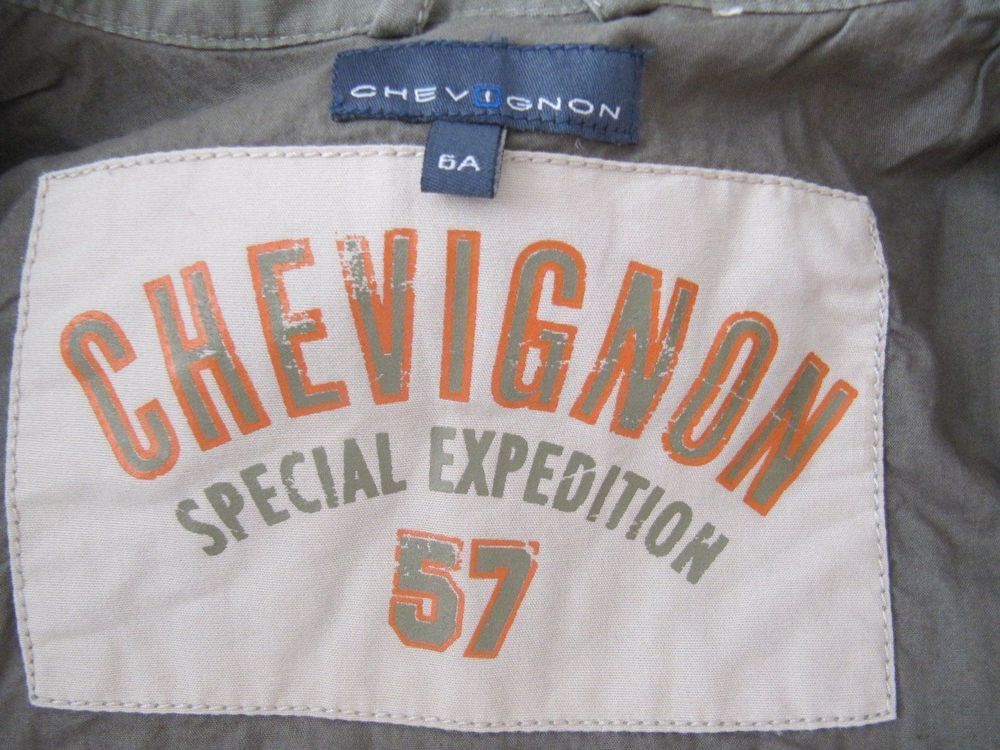 CHEVIGNON
6A
CHEVIGNON
SPECIAL EXPEDITION
57